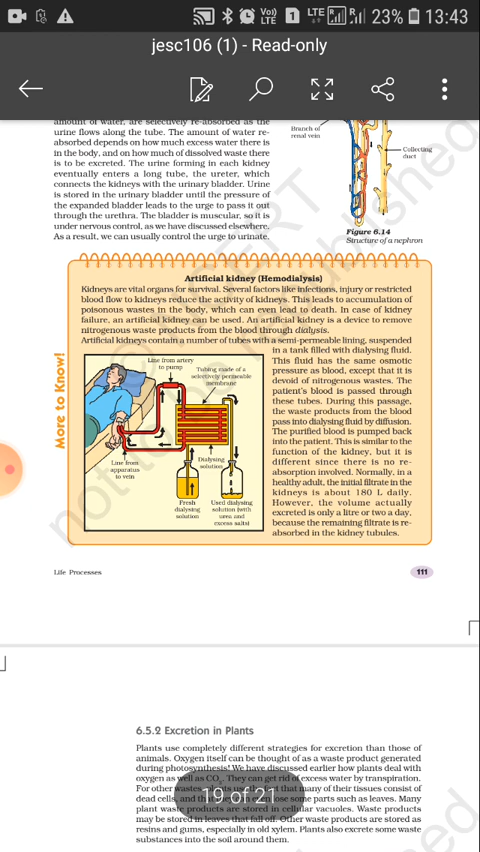 Vo)) LTE 1 LTE R R 23% 13:43
jesc106 (1) - Read-only
amount of water, are selectively re-absorbed as the
urine flows along the tube. The amount of water re-
absorbed depends on how much excess water there is
in the body, and on how much of dissolved waste there
is to be excreted. The urine forming in each kidney
eventually enters a long tube, the ureter, which
connects the kidneys with the urinary bladder. Urine
is stored in the urinary bladder until the pressure of
the expanded bladder leads to the urge to pass it out
through the urethra. The bladder is muscular, so it is
under nervous control, as we have discussed elsewhere.
As a result, we can usually control the urge to urinate.
Branch of
renal vein
Collecting
duct
Figure 6.14
Structure of a nephron
More to Know!
Artificial kidney (Hemodialysis)
Kidneys are vital organs for survival. Several factors like infections, injury or restricted
blood flow to kidneys reduce the activity of kidneys. This leads to accumulation of
poisonous wastes in the body, which can even lead to death. In case of kidney
failure, an artificial kidney can be used. An artificial kidney is a device to remove
nitrogenous waste products from the blood through dialysis.
Artificial kidneys contain a number of tubes with a semi-permeable lining, suspended
in a tank filled with dialysing fluid.
This fluid has the same osmotic
pressure as blood, except that it is
devoid of nitrogenous wastes. The
patient's blood is passed through
these tubes. During this passage,
the waste products from the blood
pass into dialysing fluid by diffusion.
The purified blood is pumped back
into the patient. This is similar to the
function of the kidney, but it is
different since there is no re-
absorption involved. Normally, in a
healthy adult, the initial filtrate in the
kidneys is about 180 L daily.
However, the volume actually
excreted is only a litre or two a day,
because the remaining filtrate is re-
absorbed in the kidney tubules.
Line from artery
to pump
Tubing made of a
selectively permeable
membrane
Line from
apparatus
to vein
Dialysing
solution
Fresh
dialysing
solution
Used dialysing
solution (with
urea and
excess salts)
Life Processes
111
6.5.2 Excretion in Plants
Plants use completely different strategies for excretion than those of
animals. Oxygen itself can be thought of as a waste product generated
during photosynthesis! We have discussed earlier how plants deal with
oxygen as well as CO2. They can get rid of excess water by transpiration.
For other wastes, plants use the fact that many of their tissues consist of
dead cells, and that they can even lose some parts such as leaves. Many
plant waste products are stored in cellular vacuoles. Waste products
may be stored in leaves that fall off. Other waste products are stored as
resins and gums, especially in old xylem. Plants also excrete some waste
substances into the soil around them.
19 of 21
not to be republished